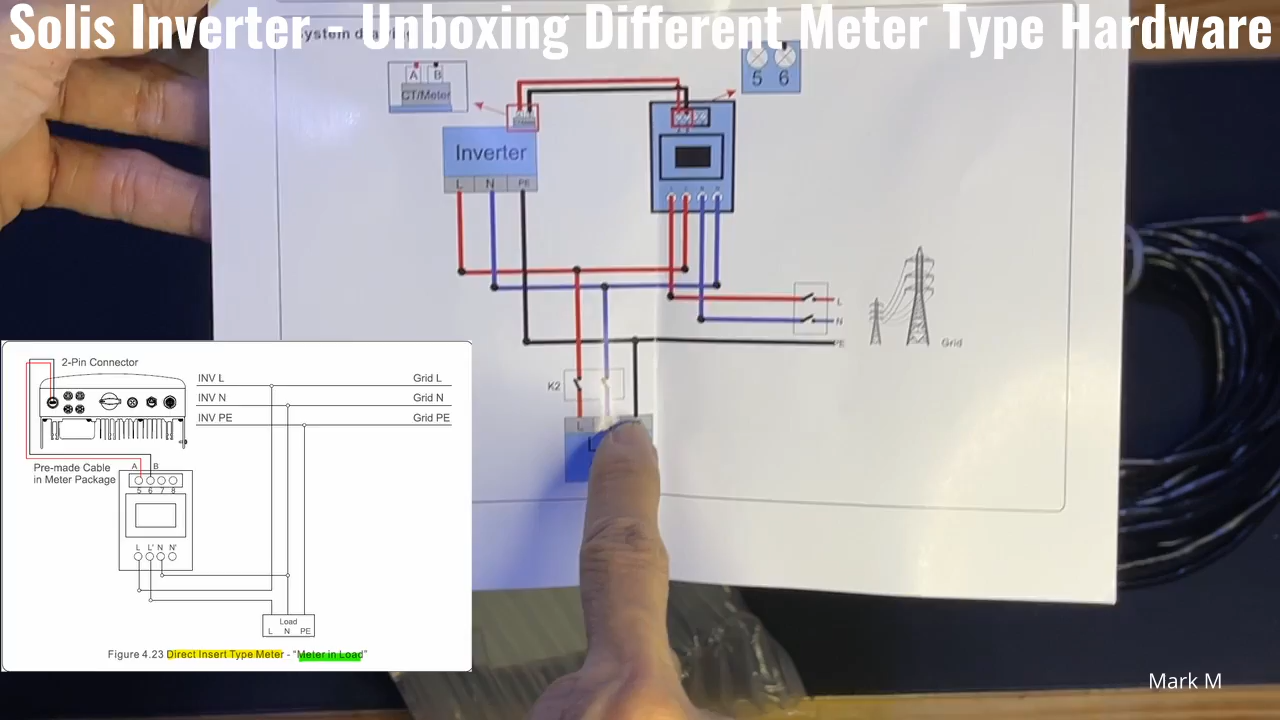 Solis Inverter - Unboxing Different Meter Type Hardware
System
A B
CT/Meter
5 6
Inverter
L N PE
L
N
PE
Grid
K2
L
L
2-Pin Connector
INV L Grid L
INV N Grid N
INV PE Grid PE
Pre-made Cable
in Meter Package
A B
5 6 7 8
L L' N N'
Load
L N PE
Figure 4.23 Direct Insert Type Meter - "Meter in Load"
Mark M